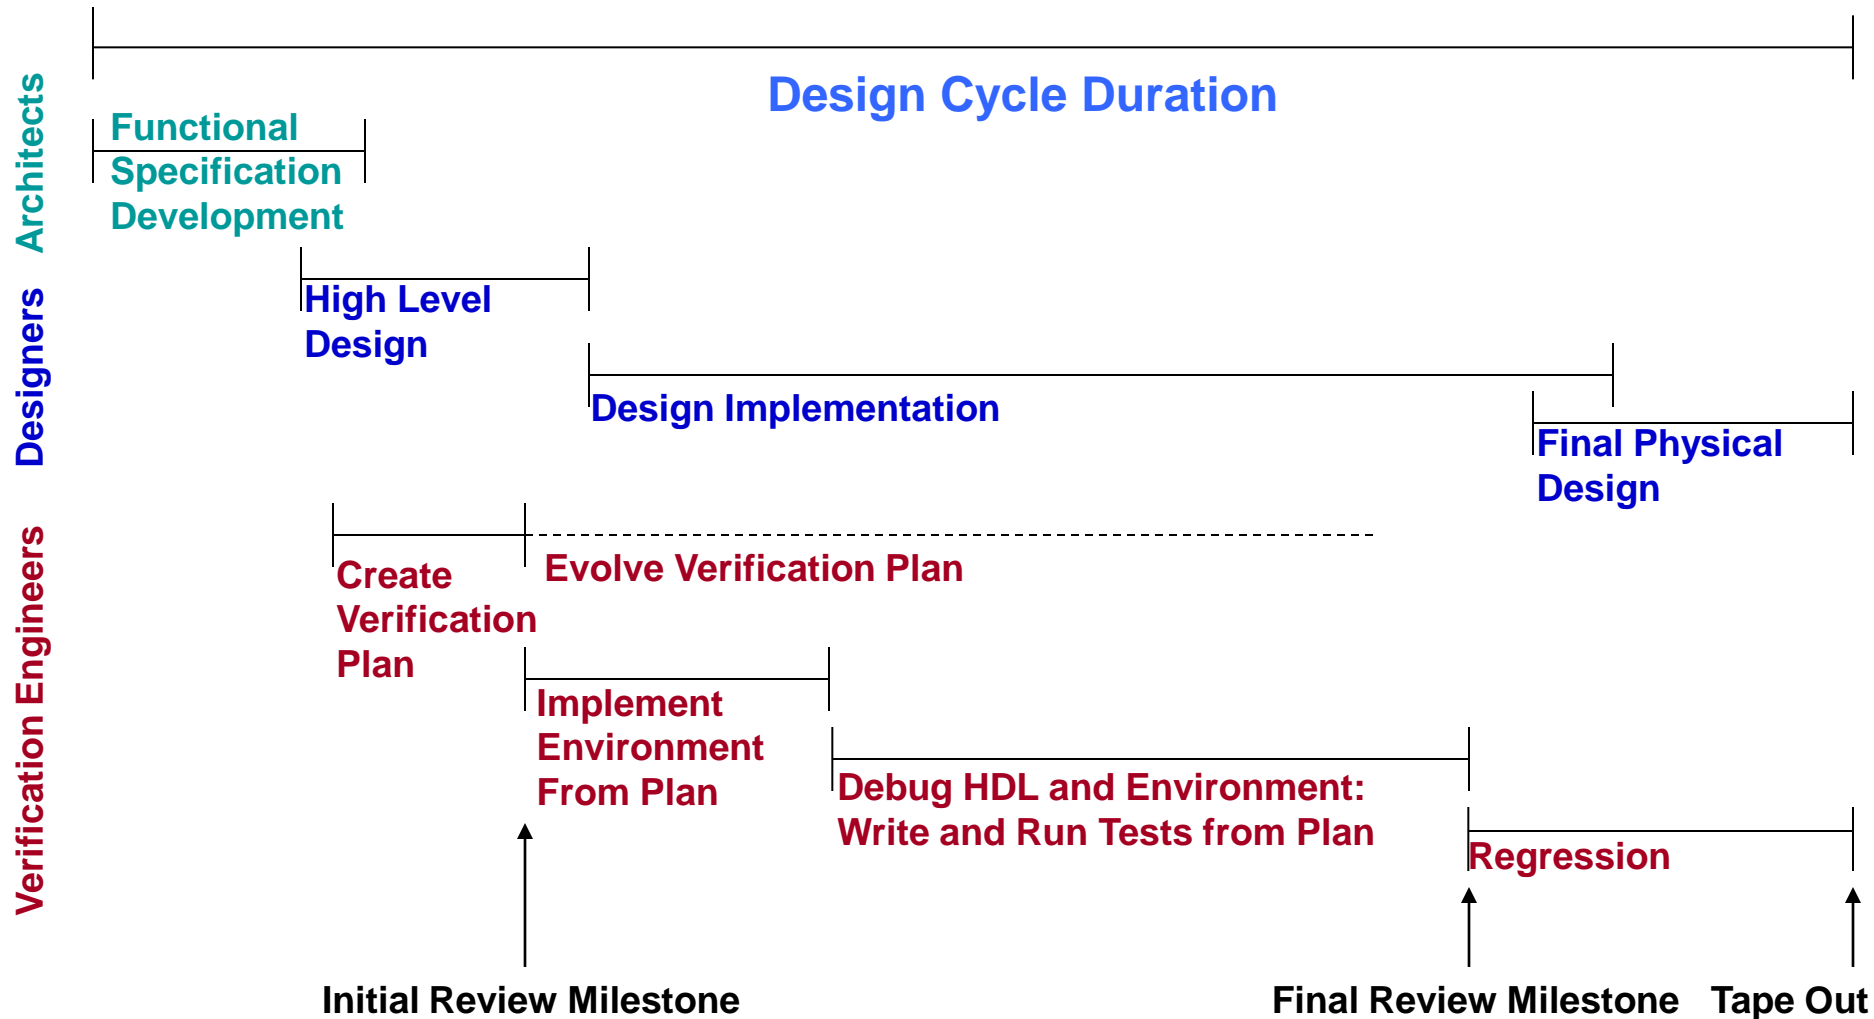 Design Cycle Duration
Architects
Functional
Specification
Development
Designers
High Level
Design
Design Implementation
Final Physical
Design
Verification Engineers
Create
Verification
Plan
Evolve Verification Plan
Implement
Environment
From Plan
Debug HDL and Environment:
Write and Run Tests from Plan
Regression
Initial Review Milestone
Final Review Milestone
Tape Out